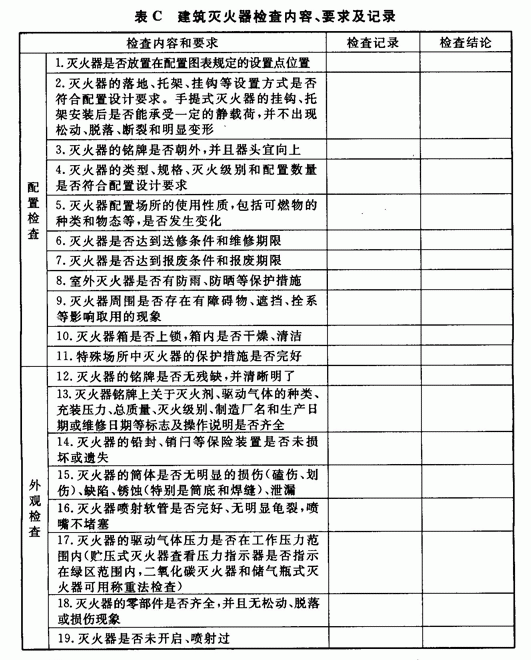 表C 建筑灭火器检查内容、要求及记录
检查内容和要求 检查记录 检查结论
配置检查
1.灭火器是否放置在配置图表规定的设置点位置
2.灭火器的落地、托架、挂钩等设置方式是否
符合配置设计要求。手提式灭火器的挂钩、托
架安装后是否能承受一定的静载荷,并不出现
松动、脱落、断裂和明显变形
3.灭火器的铭牌是否朝外,并且器头宜向上
4.灭火器的类型、规格、灭火级别和配置数量
是否符合配置设计要求
5.灭火器配置场所的使用性质,包括可燃物的
种类和物态等,是否发生变化
6.灭火器是否达到送修条件和维修期限
7.灭火器是否达到报废条件和报废期限
8.室外灭火器是否有防雨、防晒等保护措施
9.灭火器周围是否存在有障碍物、遮挡、拴系
等影响取用的现象
10.灭火器箱是否上锁,箱内是否干燥、清洁
11.特殊场所中灭火器的保护措施是否完好
外观检查
12.灭火器的铭牌是否无残缺,并清晰明了
13.灭火器铭牌上关于灭火剂、驱动气体的种类、
充装压力、总质量、灭火级别、制造厂名和生产日
期或维修日期等标志及操作说明是否齐全
14.灭火器的铅封、销闩等保险装置是否未损
坏或遗失
15.灭火器的筒体是否无明显的损伤(磕伤、划
伤)、缺陷、锈蚀(特别是筒底和焊缝)、泄漏
16.灭火器喷射软管是否完好、无明显龟裂,喷
嘴不堵塞
17.灭火器的驱动气体压力是否在工作压力范
围内(贮压式灭火器查看压力指示器是否指示
在绿区范围内,二氧化碳灭火器和储气瓶式灭
火器可用称重法检查)
18.灭火器的零部件是否齐全,并且无松动、脱落
或损伤现象
19.灭火器是否未开启、喷射过